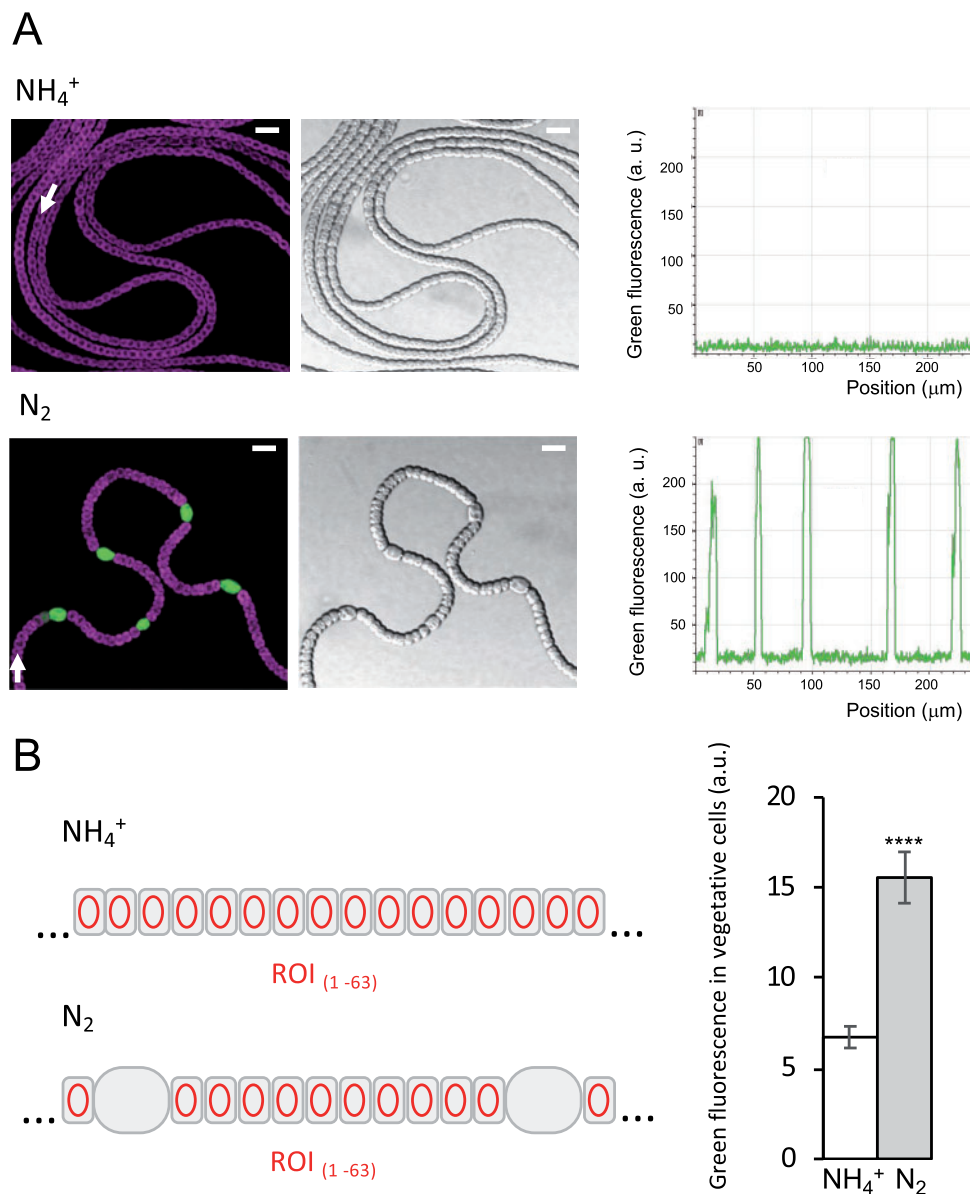 A
NH₄⁺
Green fluorescence (a. u.)
200
150
100
50
50 100 150 200
Position (μm)
N₂
Green fluorescence (a. u.)
200
150
100
50
50 100 150 200
Position (μm)
B
NH₄⁺
... ...
ROI (1 -63)
N₂
... ...
ROI (1 -63)
Green fluorescence in vegetative cells (a.u.)
20
15
10
5
0
****
NH₄⁺ N₂